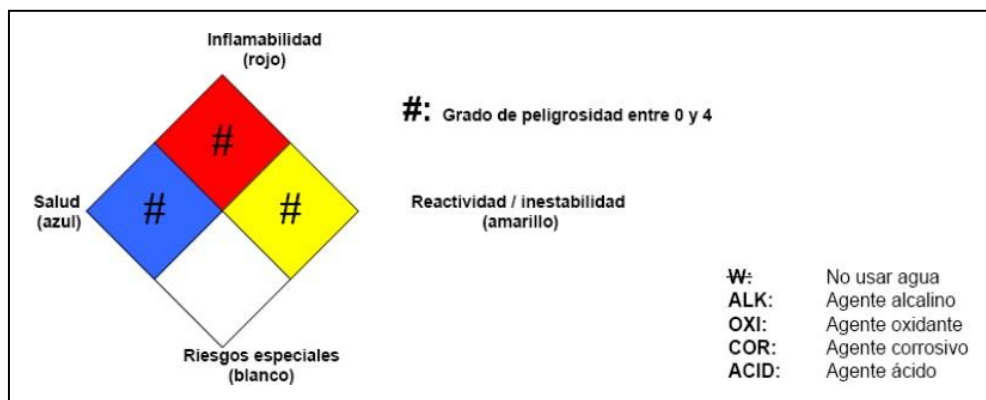 Inflamabilidad
(rojo)
#: Grado de peligrosidad entre 0 y 4
#
Salud
(azul)
#
#
Reactividad / inestabilidad
(amarillo)
W: No usar agua
ALK: Agente alcalino
OXI: Agente oxidante
COR: Agente corrosivo
ACID: Agente ácido
Riesgos especiales
(blanco)